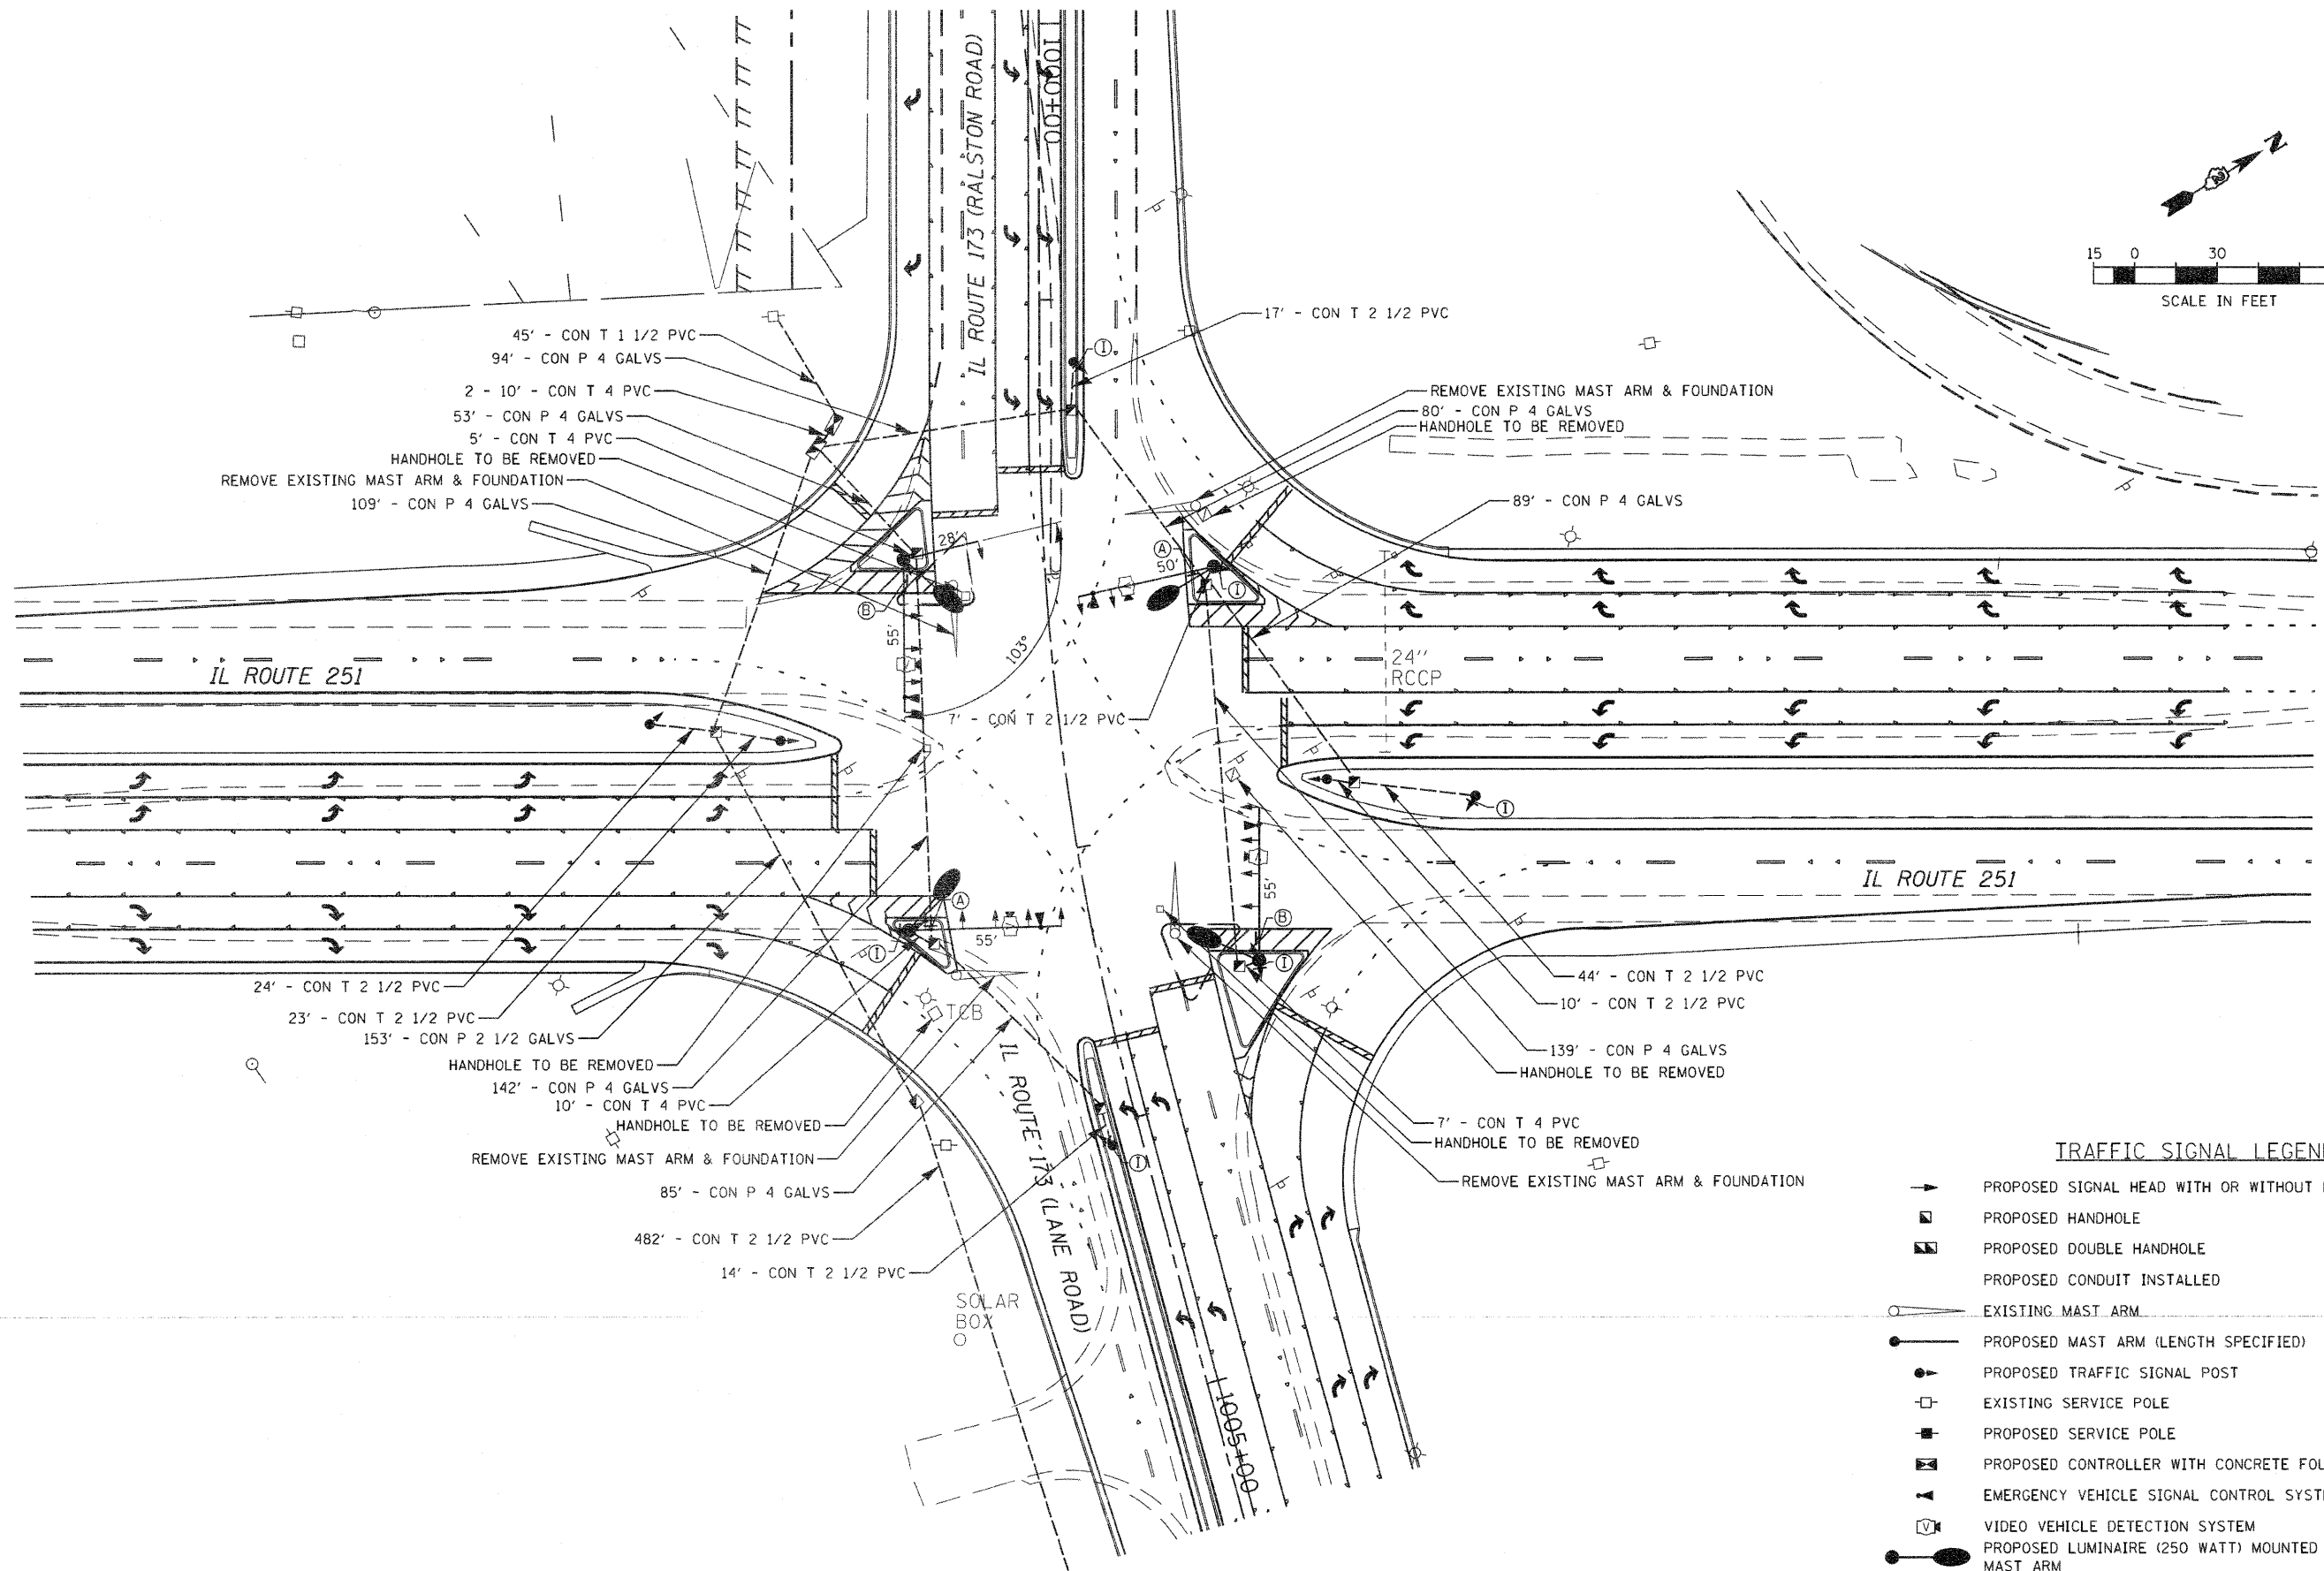 IL ROUTE 173 (RALSTON ROAD)
1000+00
N
15 0 30
SCALE IN FEET
45' - CON T 1 1/2 PVC
94' - CON P 4 GALVS
2 - 10' - CON T 4 PVC
53' - CON P 4 GALVS
5' - CON T 4 PVC
HANDHOLE TO BE REMOVED
REMOVE EXISTING MAST ARM & FOUNDATION
109' - CON P 4 GALVS
17' - CON T 2 1/2 PVC
I
REMOVE EXISTING MAST ARM & FOUNDATION
80' - CON P 4 GALVS
HANDHOLE TO BE REMOVED
89' - CON P 4 GALVS
28'
A
50'
I
B
55'
103°
IL ROUTE 251
24"
RCCP
7' - CON T 2 1/2 PVC
I
IL ROUTE 251
55'
A
55'
I
B
I
TCB
24' - CON T 2 1/2 PVC
23' - CON T 2 1/2 PVC
153' - CON P 2 1/2 GALVS
HANDHOLE TO BE REMOVED
142' - CON P 4 GALVS
10' - CON T 4 PVC
HANDHOLE TO BE REMOVED
REMOVE EXISTING MAST ARM & FOUNDATION
85' - CON P 4 GALVS
482' - CON T 2 1/2 PVC
14' - CON T 2 1/2 PVC
44' - CON T 2 1/2 PVC
10' - CON T 2 1/2 PVC
139' - CON P 4 GALVS
HANDHOLE TO BE REMOVED
7' - CON T 4 PVC
HANDHOLE TO BE REMOVED
REMOVE EXISTING MAST ARM & FOUNDATION
I
IL ROUTE 173 (LANE ROAD)
SOLAR
BOX
1005+00
TRAFFIC SIGNAL LEGEN
PROPOSED SIGNAL HEAD WITH OR WITHOUT
PROPOSED HANDHOLE
PROPOSED DOUBLE HANDHOLE
PROPOSED CONDUIT INSTALLED
EXISTING MAST ARM
PROPOSED MAST ARM (LENGTH SPECIFIED)
PROPOSED TRAFFIC SIGNAL POST
EXISTING SERVICE POLE
PROPOSED SERVICE POLE
PROPOSED CONTROLLER WITH CONCRETE FOU
EMERGENCY VEHICLE SIGNAL CONTROL SYST
V VIDEO VEHICLE DETECTION SYSTEM
PROPOSED LUMINAIRE (250 WATT) MOUNTED
MAST ARM